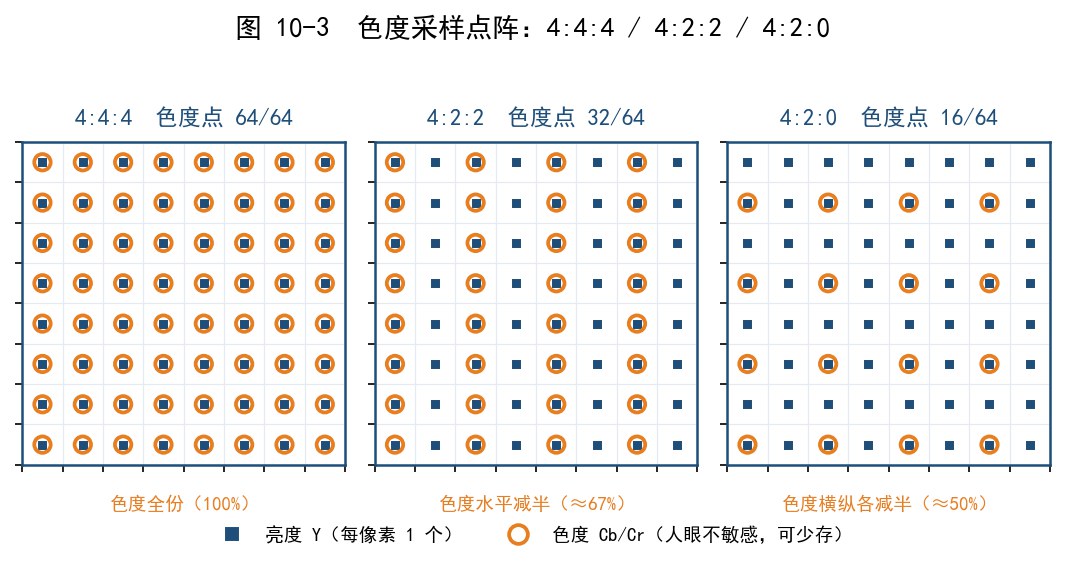 图 10-3  色度采样点阵：4:4:4 / 4:2:2 / 4:2:0
4:4:4  色度点 64/64
4:2:2  色度点 32/64
4:2:0  色度点 16/64
色度全份（100%）
色度水平减半（≈67%）
色度横纵各减半（≈50%）
亮度 Y（每像素 1 个）
色度 Cb/Cr（人眼不敏感，可少存）